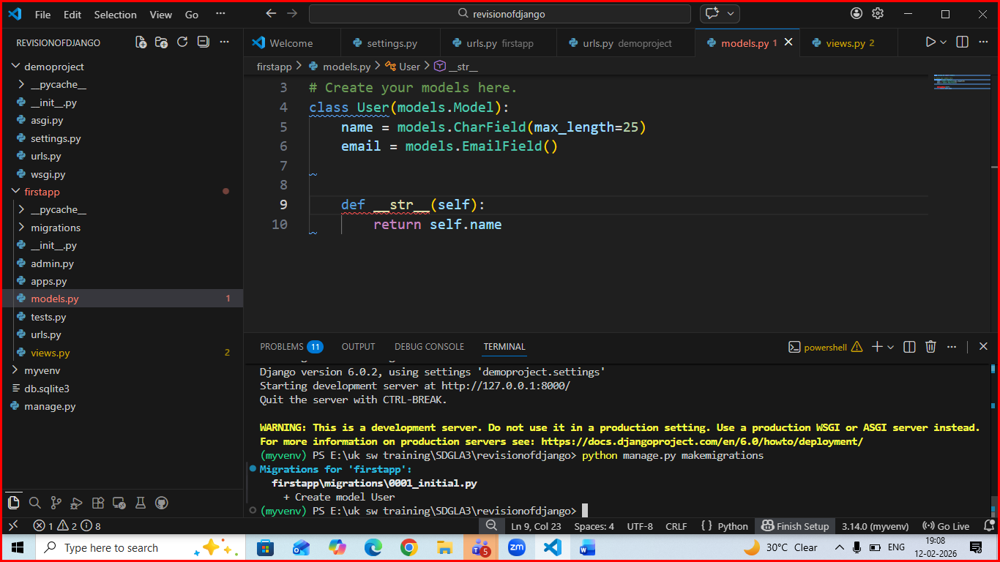 File Edit Selection View Go ··· revisionofdjango
REVISIONOFDJANGO
demoproject
__pycache__
__init__.py
asgi.py
settings.py
urls.py
wsgi.py
firstapp
__pycache__
migrations
__init__.py
admin.py
apps.py
models.py 1
tests.py
urls.py
views.py 2
myvenv
db.sqlite3
manage.py
Welcome settings.py urls.py firstapp urls.py demoproject models.py 1 views.py 2
firstapp > models.py > User > __str__
3 # Create your models here.
4 class User(models.Model):
5 name = models.CharField(max_length=25)
6 email = models.EmailField()
7
8
9 def __str__(self):
10 return self.name
PROBLEMS 11 OUTPUT DEBUG CONSOLE TERMINAL powershell
Django version 6.0.2, using settings 'demoproject.settings'
Starting development server at http://127.0.0.1:8000/
Quit the server with CTRL-BREAK.
WARNING: This is a development server. Do not use it in a production setting. Use a production WSGI or ASGI server instead.
For more information on production servers see: https://docs.djangoproject.com/en/6.0/howto/deployment/
(myvenv) PS E:\uk sw training\SDGLA3\revisionofdjango> python manage.py makemigrations
Migrations for 'firstapp':
firstapp\migrations\0001_initial.py
+ Create model User
(myvenv) PS E:\uk sw training\SDGLA3\revisionofdjango>
1 2 8 Ln 9, Col 23 Spaces: 4 UTF-8 CRLF { } Python Finish Setup 3.14.0 (myvenv) Go Live
Type here to search 5 zm 30°C Clear ENG 19:08
12-02-2026